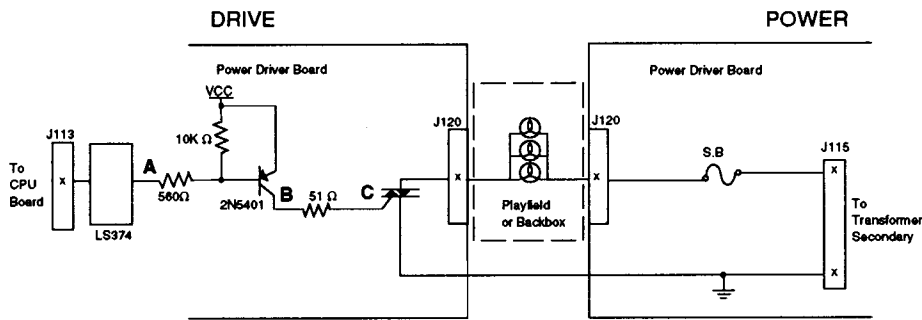 DRIVE
POWER
Power Driver Board
Power Driver Board
VCC
J113
J120
J120
10K Ω
S.B
J115
To
CPU
Board
X
A
560Ω
LS374
2N5401
B
51 Ω
C
X
X
Playfield
or Backbox
X
To
Transformer
Secondary
X